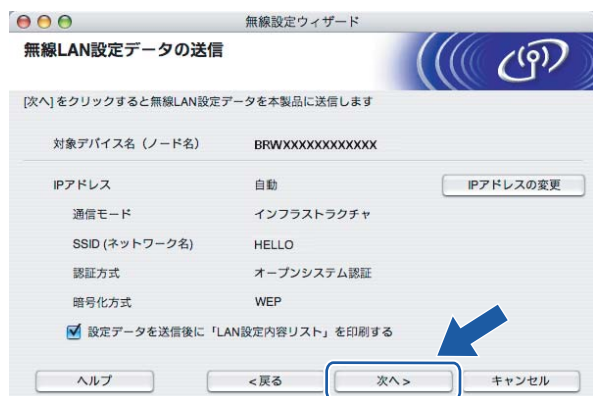 無線設定ウィザード
無線LAN設定データの送信
[次へ] をクリックすると無線LAN設定データを本製品に送信します
対象デバイス名（ノード名） BRWXXXXXXXXXXXX
IPアドレス 自動 IPアドレスの変更
通信モード インフラストラクチャ
SSID (ネットワーク名) HELLO
認証方式 オープンシステム認証
暗号化方式 WEP
設定データを送信後に「LAN設定内容リスト」を印刷する
ヘルプ <戻る 次へ> キャンセル